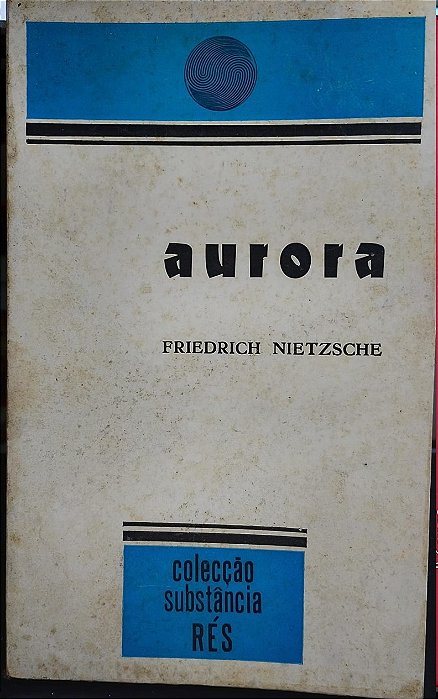 aurora
FRIEDRICH NIETZSCHE
colecção
substância
RÉS